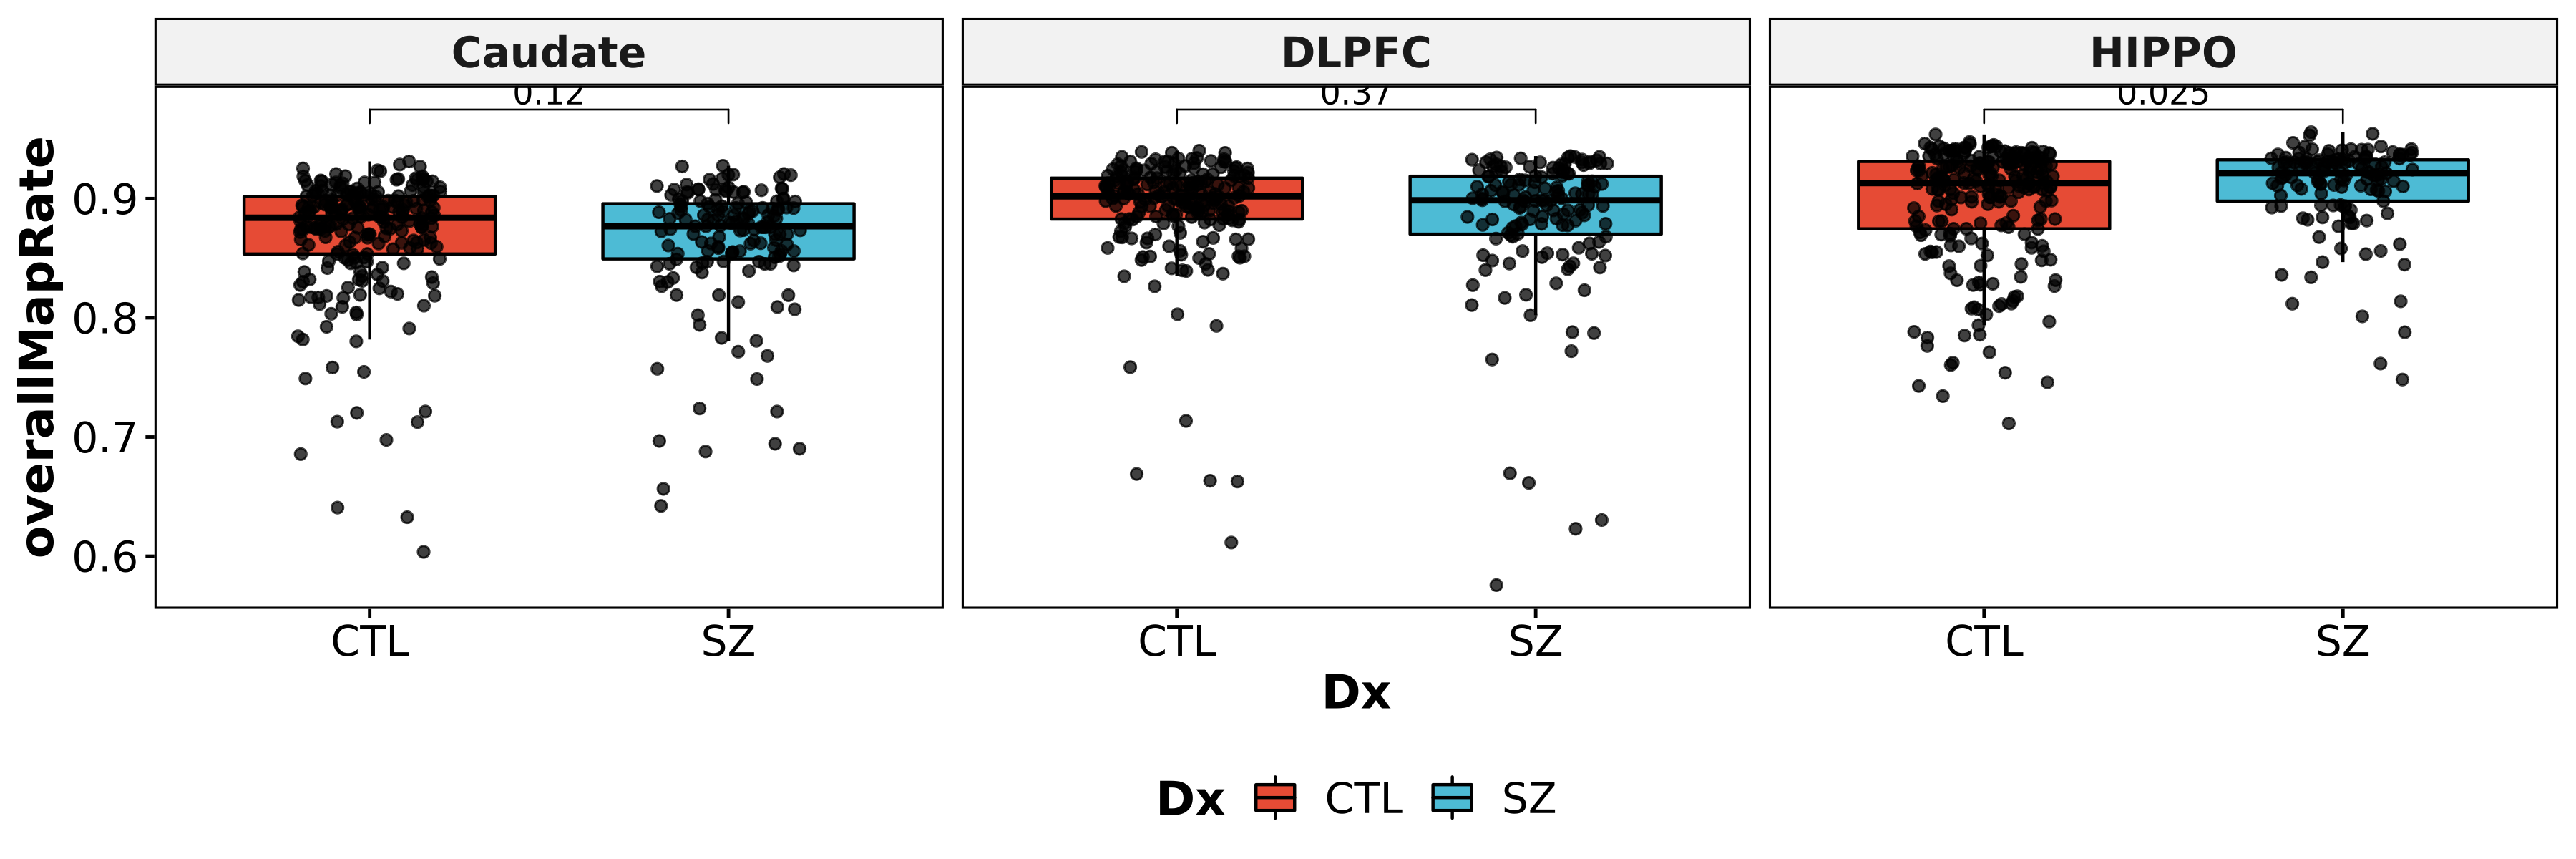 Caudate DLPFC HIPPO
0.12 0.37 0.025
overallMapRate
0.9
0.8
0.7
0.6
CTL SZ CTL SZ CTL SZ
Dx
Dx CTL SZ